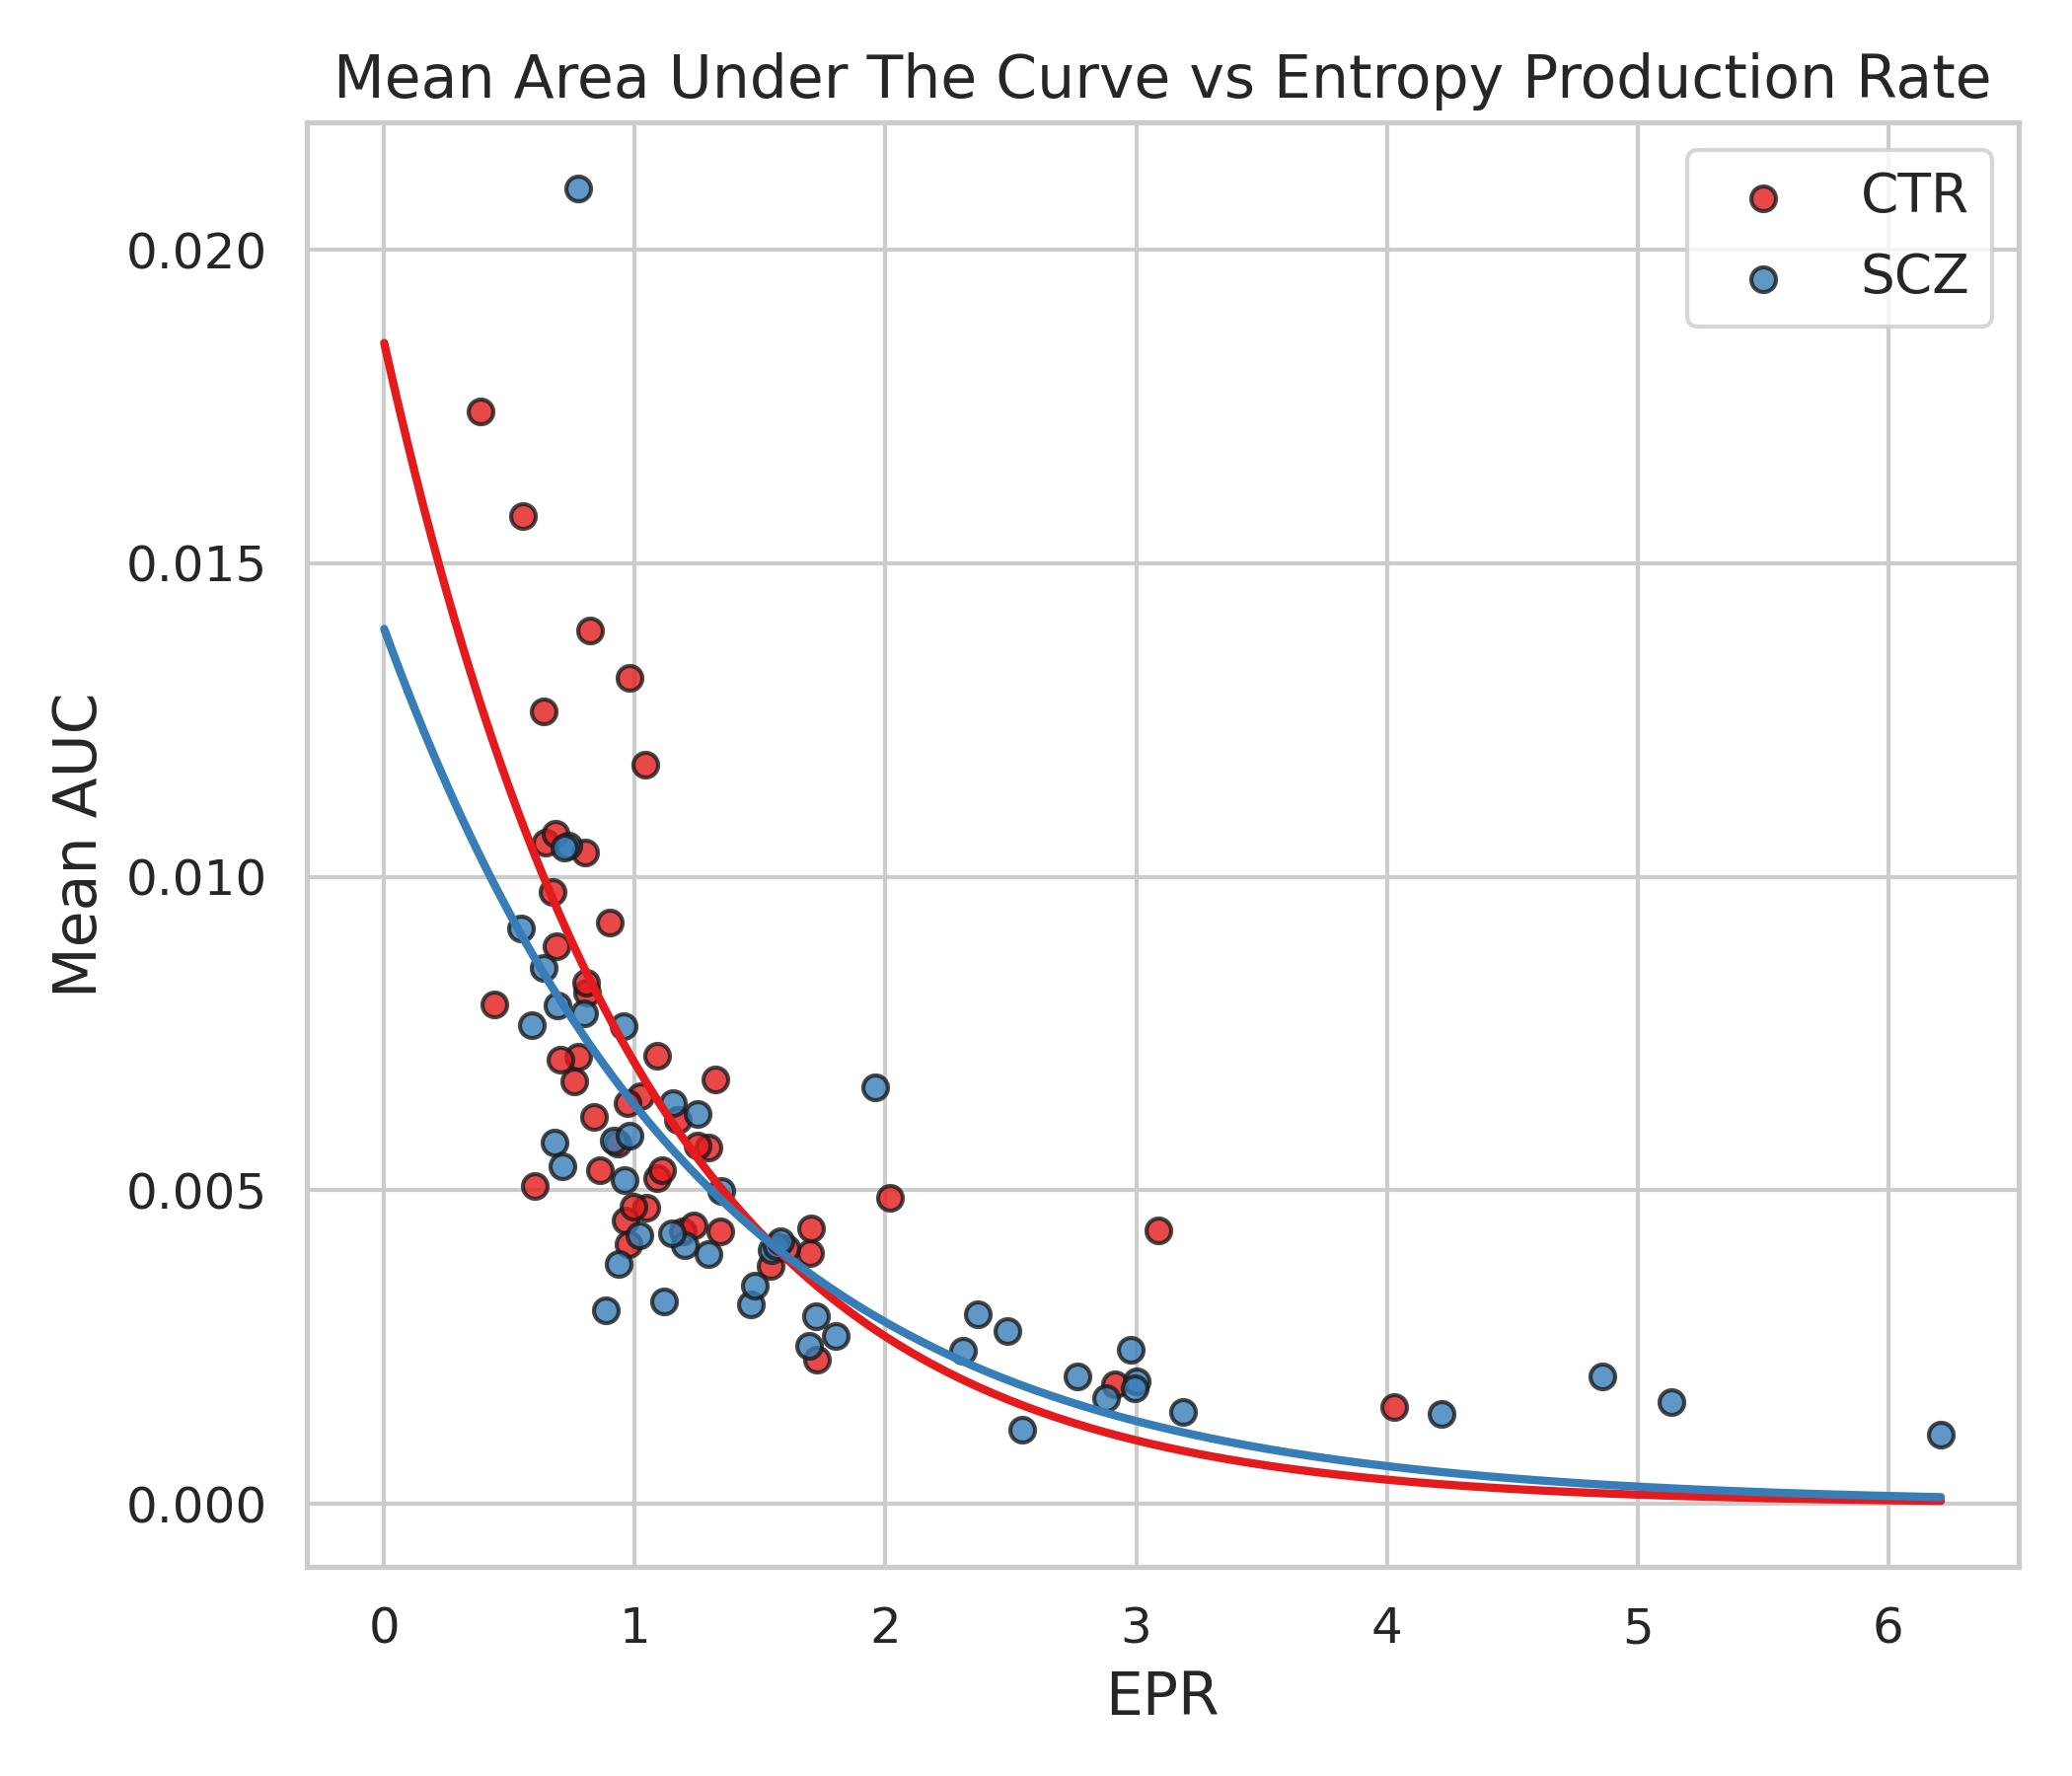 Mean Area Under The Curve vs Entropy Production Rate
CTR
SCZ
0.020
0.015
0.010
0.005
0.000
Mean AUC
0 1 2 3 4 5 6
EPR